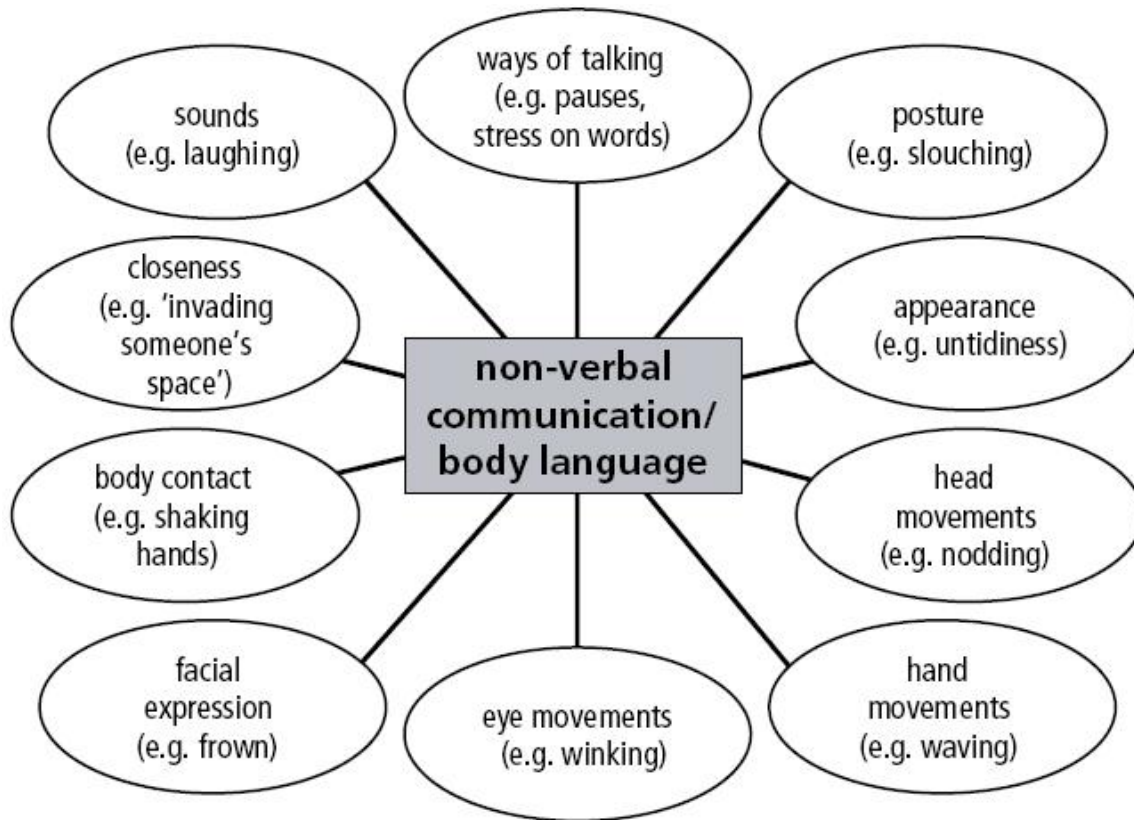 ways of talking
(e.g. pauses,
stress on words)
sounds
(e.g. laughing)
posture
(e.g. slouching)
closeness
(e.g. ‘invading
someone’s
space’)
appearance
(e.g. untidiness)
non-verbal
communication/
body language
body contact
(e.g. shaking
hands)
head
movements
(e.g. nodding)
facial
expression
(e.g. frown)
eye movements
(e.g. winking)
hand
movements
(e.g. waving)